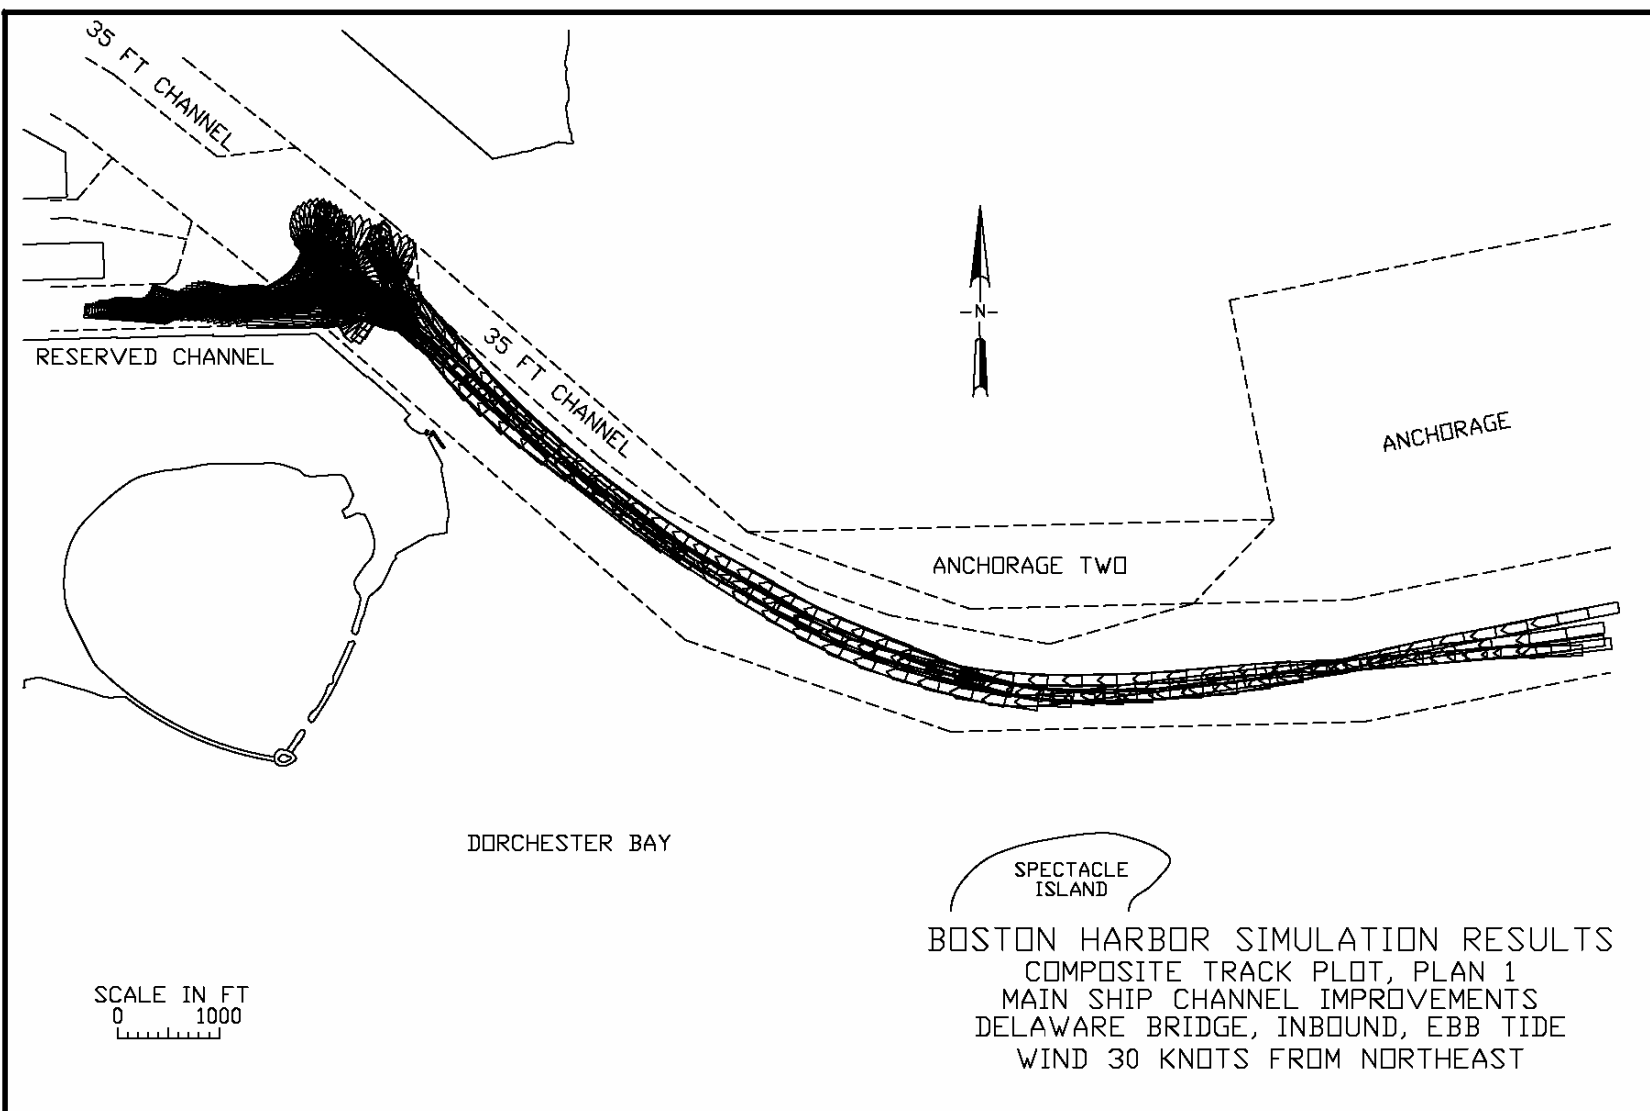 35 FT CHANNEL
-N-
RESERVED CHANNEL
35 FT CHANNEL
ANCHORAGE
ANCHORAGE TWO
DORCHESTER BAY
SPECTACLE
ISLAND
BOSTON HARBOR SIMULATION RESULTS
COMPOSITE TRACK PLOT, PLAN 1
MAIN SHIP CHANNEL IMPROVEMENTS
DELAWARE BRIDGE, INBOUND, EBB TIDE
WIND 30 KNOTS FROM NORTHEAST
SCALE IN FT
0 1000